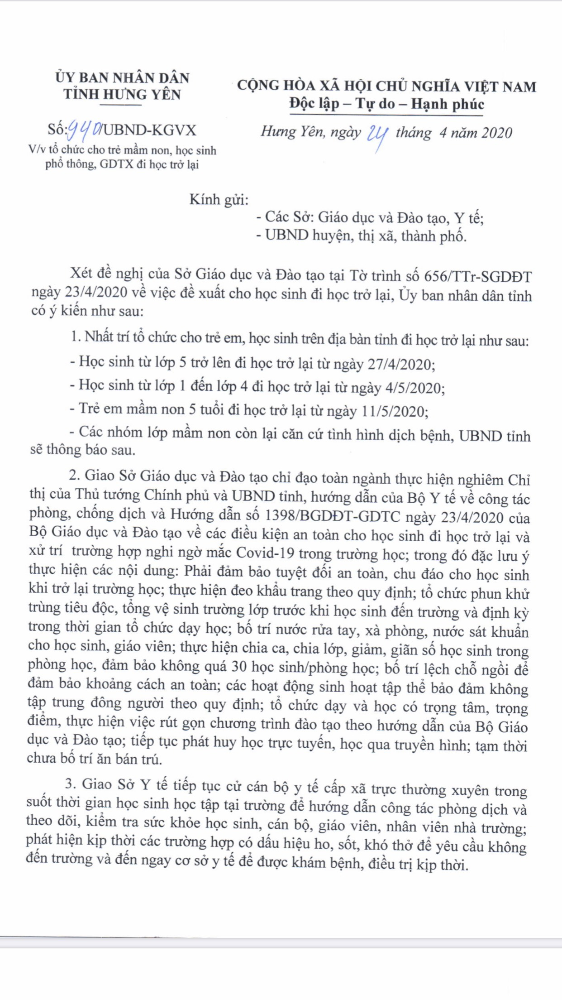 ỦY BAN NHÂN DÂN
TỈNH HƯNG YÊN
CỘNG HÒA XÃ HỘI CHỦ NGHĨA VIỆT NAM
Độc lập – Tự do – Hạnh phúc
Số:940/UBND-KGVX
Hưng Yên, ngày 24 tháng 4 năm 2020
V/v tổ chức cho trẻ mầm non, học sinh
phổ thông, GDTX đi học trở lại
Kính gửi:
- Các Sở: Giáo dục và Đào tạo, Y tế;
- UBND huyện, thị xã, thành phố.
Xét đề nghị của Sở Giáo dục và Đào tạo tại Tờ trình số 656/TTr-SGDĐT
ngày 23/4/2020 về việc đề xuất cho học sinh đi học trở lại, Ủy ban nhân dân tỉnh
có ý kiến như sau:
1. Nhất trí tổ chức cho trẻ em, học sinh trên địa bàn tỉnh đi học trở lại như sau:
- Học sinh từ lớp 5 trở lên đi học trở lại từ ngày 27/4/2020;
- Học sinh từ lớp 1 đến lớp 4 đi học trở lại từ ngày 4/5/2020;
- Trẻ em mầm non 5 tuổi đi học trở lại từ ngày 11/5/2020;
- Các nhóm lớp mầm non còn lại căn cứ tình hình dịch bệnh, UBND tỉnh
sẽ thông báo sau.
2. Giao Sở Giáo dục và Đào tạo chỉ đạo toàn ngành thực hiện nghiêm Chỉ
thị của Thủ tướng Chính phủ và UBND tỉnh, hướng dẫn của Bộ Y tế về công tác
phòng, chống dịch và Hướng dẫn số 1398/BGDĐT-GDTC ngày 23/4/2020 của
Bộ Giáo dục và Đào tạo về các điều kiện an toàn cho học sinh đi học trở lại và
xử trí trường hợp nghi ngờ mắc Covid-19 trong trường học; trong đó đặc lưu ý
thực hiện các nội dung: Phải đảm bảo tuyệt đối an toàn, chu đáo cho học sinh
khi trở lại trường học; thực hiện đeo khẩu trang theo quy định; tổ chức phun khử
trùng tiêu độc, tổng vệ sinh trường lớp trước khi học sinh đến trường và định kỳ
trong thời gian tổ chức dạy học; bố trí nước rửa tay, xà phòng, nước sát khuẩn
cho học sinh, giáo viên; thực hiện chia ca, chia lớp, giảm, giãn số học sinh trong
phòng học, đảm bảo không quá 30 học sinh/phòng học; bố trí lệch chỗ ngồi để
đảm bảo khoảng cách an toàn; các hoạt động sinh hoạt tập thể bảo đảm không
tập trung đông người theo quy định; tổ chức dạy và học có trọng tâm, trọng
điểm, thực hiện việc rút gọn chương trình đào tạo theo hướng dẫn của Bộ Giáo
dục và Đào tạo; tiếp tục phát huy học trực tuyến, học qua truyền hình; tạm thời
chưa bố trí ăn bán trú.
3. Giao Sở Y tế tiếp tục cử cán bộ y tế cấp xã trực thường xuyên trong
suốt thời gian học sinh học tập tại trường để hướng dẫn công tác phòng dịch và
theo dõi, kiểm tra sức khỏe học sinh, cán bộ, giáo viên, nhân viên nhà trường;
phát hiện kịp thời các trường hợp có dấu hiệu ho, sốt, khó thở để yêu cầu không
đến trường và đến ngay cơ sở y tế để được khám bệnh, điều trị kịp thời.